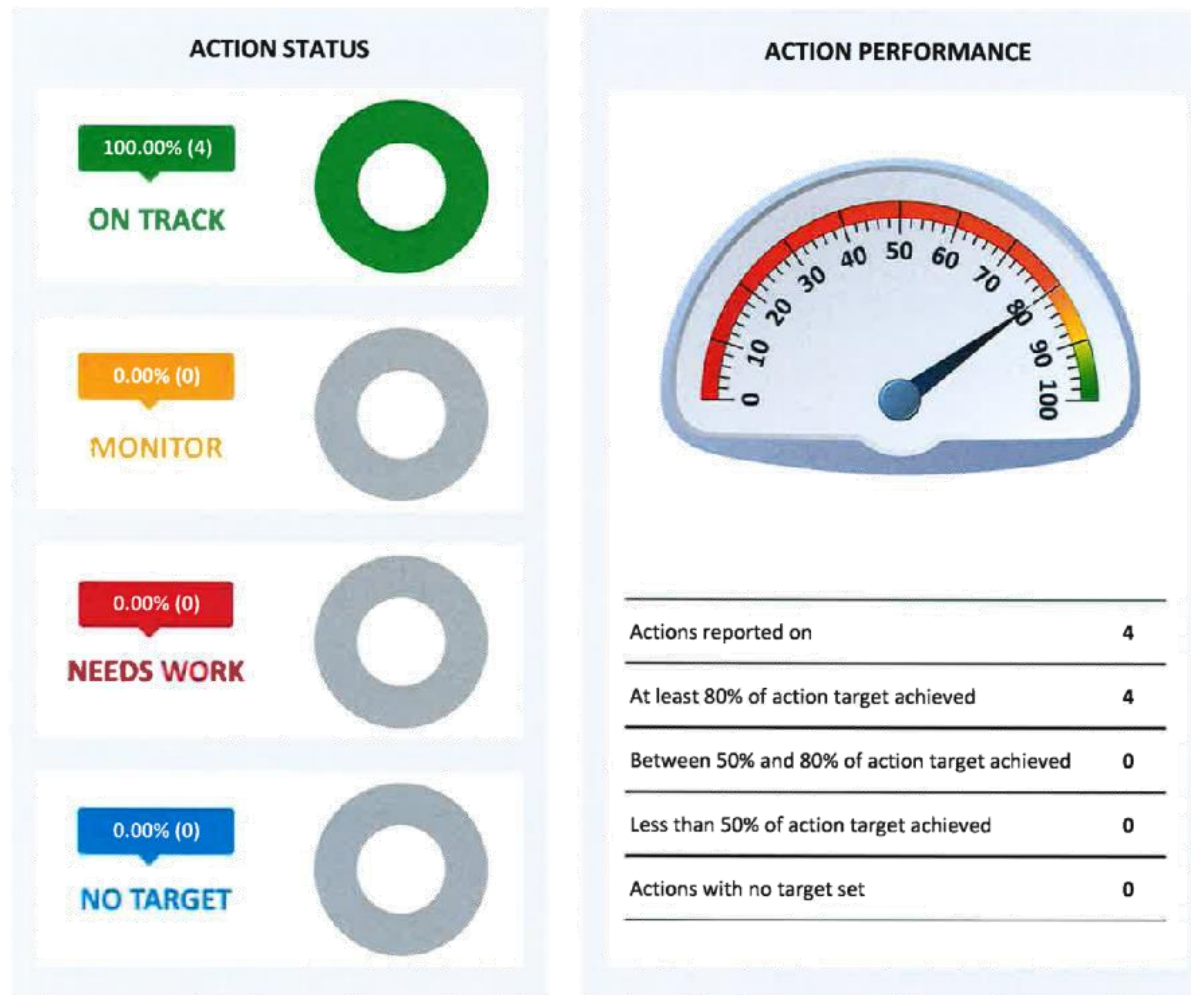 ACTION STATUS
100.00% (4)
ON TRACK
0.00% (0)
MONITOR
0.00% (0)
NEEDS WORK
0.00% (0)
NO TARGET
ACTION PERFORMANCE
0
10
20
30
40
50
60
70
80
90
100
Actions reported on 4
At least 80% of action target achieved 4
Between 50% and 80% of action target achieved 0
Less than 50% of action target achieved 0
Actions with no target set 0